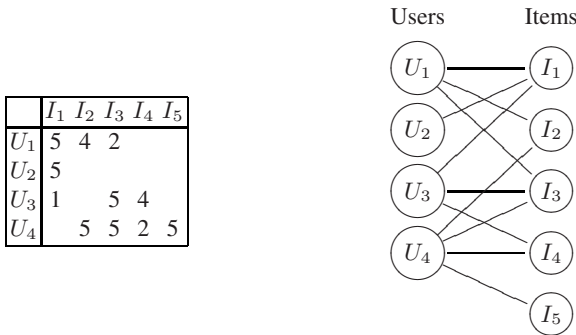 Users Items
I1 I2 I3 I4 I5
U1 5 4 2
U2 5
U3 1 5 4
U4 5 5 2 5
U1 I1
U2 I2
U3 I3
U4 I4
I5